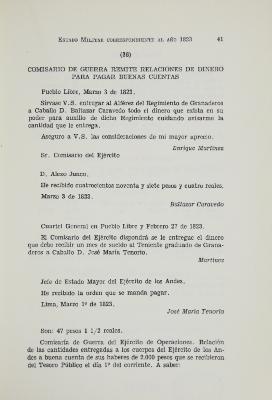 ESTADO MILITAR CORRESPONDIENTE AL AÑO 1823 41
(36)
COMISARIO DE GUERRA REMITE RELACIONES DE DINERO
PARA PAGAR BUENAS CUENTAS
Pueblo Libre, Marzo 3 de 1823.
Sírvase V.S. entregar al Alférez del Regimiento de Granaderos
a Caballo D. Baltazar Caravedo todo el dinero que exista en su
poder para auxilio de dicho Regimiento cuidando avisarme la
cantidad que le entrega.
Aseguro a V.S. las consideraciones de mi mayor aprecio.
Enrique Martínez
Sr. Comisario del Ejército
D. Alexo Junco,
He recibido cuatrocientos noventa y siete pesos y cuatro reales.
Marzo 3 de 1823.
Baltazar Caravedo
Cuartel General en Pueblo Libre y Febrero 27 de 1823.
El Comisario del Ejército dispondrá se le entregue el dinero
que debe recibir un mes de sueldo al Teniente graduado de Grana-
deros a Caballo D. José María Tenorio.
Martínez
Jefe de Estado Mayor del Ejército de los Andes.
He recibido la orden que se manda pagar.
Lima, Marzo 1º de 1823.
José María Tenorio
Son: 47 pesos 1 1/2 reales.
Comisaría de Guerra del Ejército de Operaciones. Relación
de las cantidades entregadas a los cuerpos del Ejército de los An-
des a buena cuenta de sus haberes de 2.000 pesos que se recibieron
del Tesoro Público el día 1º del corriente. A saber: